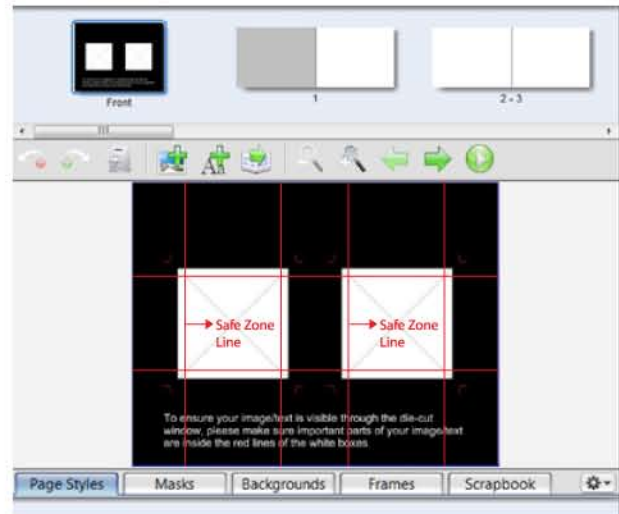 Front
1
2 - 3
Safe Zone
Line
Safe Zone
Line
To ensure your image/text is visible through the die-cut
window, please make sure important parts of your image/text
are inside the red lines of the white boxes.
Page Styles
Masks
Backgrounds
Frames
Scrapbook